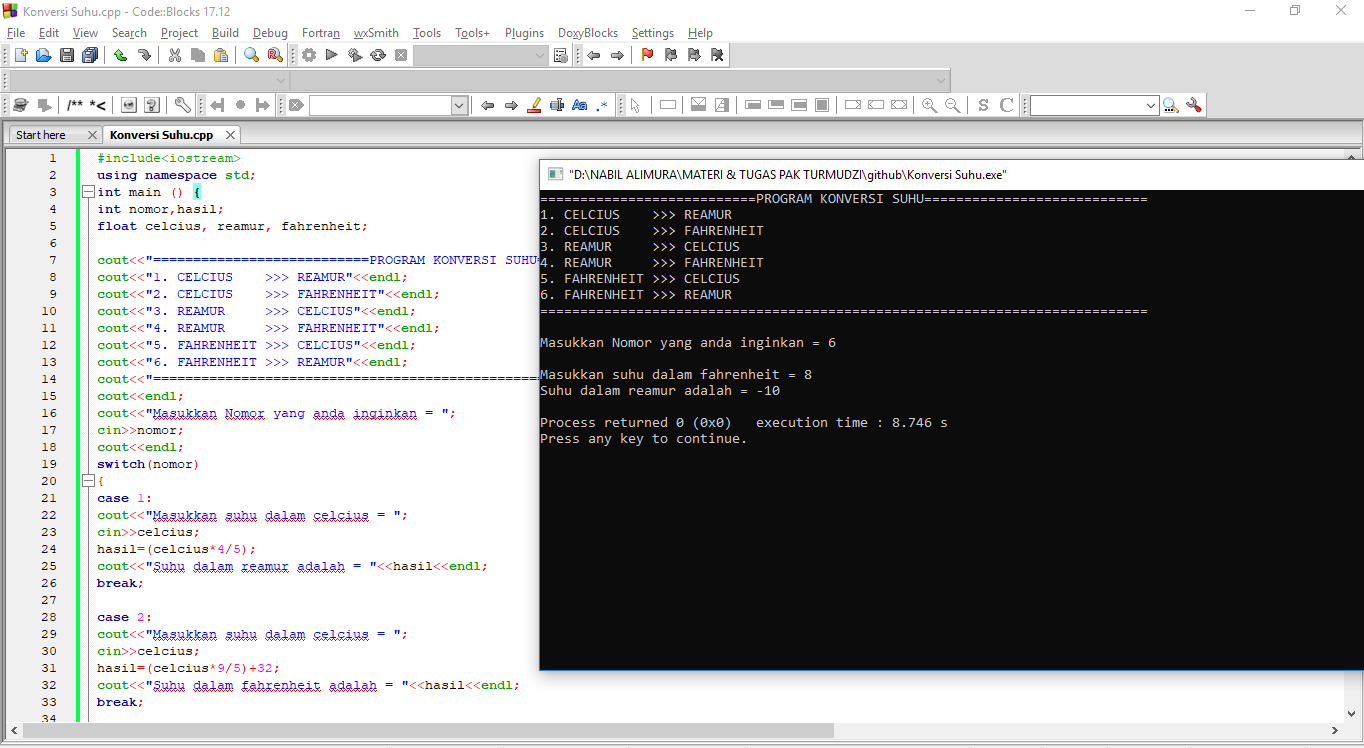 Konversi Suhu.cpp - Code::Blocks 17.12
File Edit View Search Project Build Debug Fortran wxSmith Tools Tools+ Plugins DoxyBlocks Settings Help
/** *<
Aa .*
S C
Start here Konversi Suhu.cpp
1 #include<iostream>
2 using namespace std;
3 int main () {
4 int nomor,hasil;
5 float celcius, reamur, fahrenheit;
6
7 cout<<"===========================PROGRAM KONVERSI SUHU
8 cout<<"1. CELCIUS    >>> REAMUR"<<endl;
9 cout<<"2. CELCIUS    >>> FAHRENHEIT"<<endl;
10 cout<<"3. REAMUR     >>> CELCIUS"<<endl;
11 cout<<"4. REAMUR     >>> FAHRENHEIT"<<endl;
12 cout<<"5. FAHRENHEIT >>> CELCIUS"<<endl;
13 cout<<"6. FAHRENHEIT >>> REAMUR"<<endl;
14 cout<<"================================================
15 cout<<endl;
16 cout<<"Masukkan Nomor yang anda inginkan = ";
17 cin>>nomor;
18 cout<<endl;
19 switch(nomor)
20 {
21 case 1:
22 cout<<"Masukkan suhu dalam celcius = ";
23 cin>>celcius;
24 hasil=(celcius*4/5);
25 cout<<"Suhu dalam reamur adalah = "<<hasil<<endl;
26 break;
27
28 case 2:
29 cout<<"Masukkan suhu dalam celcius = ";
30 cin>>celcius;
31 hasil=(celcius*9/5)+32;
32 cout<<"Suhu dalam fahrenheit adalah = "<<hasil<<endl;
33 break;
34
"D:\NABIL ALIMURA\MATERI & TUGAS PAK TURMUDZI\github\Konversi Suhu.exe"
===========================PROGRAM KONVERSI SUHU============================
1. CELCIUS    >>> REAMUR
2. CELCIUS    >>> FAHRENHEIT
3. REAMUR     >>> CELCIUS
4. REAMUR     >>> FAHRENHEIT
5. FAHRENHEIT >>> CELCIUS
6. FAHRENHEIT >>> REAMUR
============================================================================
Masukkan Nomor yang anda inginkan = 6
Masukkan suhu dalam fahrenheit = 8
Suhu dalam reamur adalah = -10
Process returned 0 (0x0)   execution time : 8.746 s
Press any key to continue.